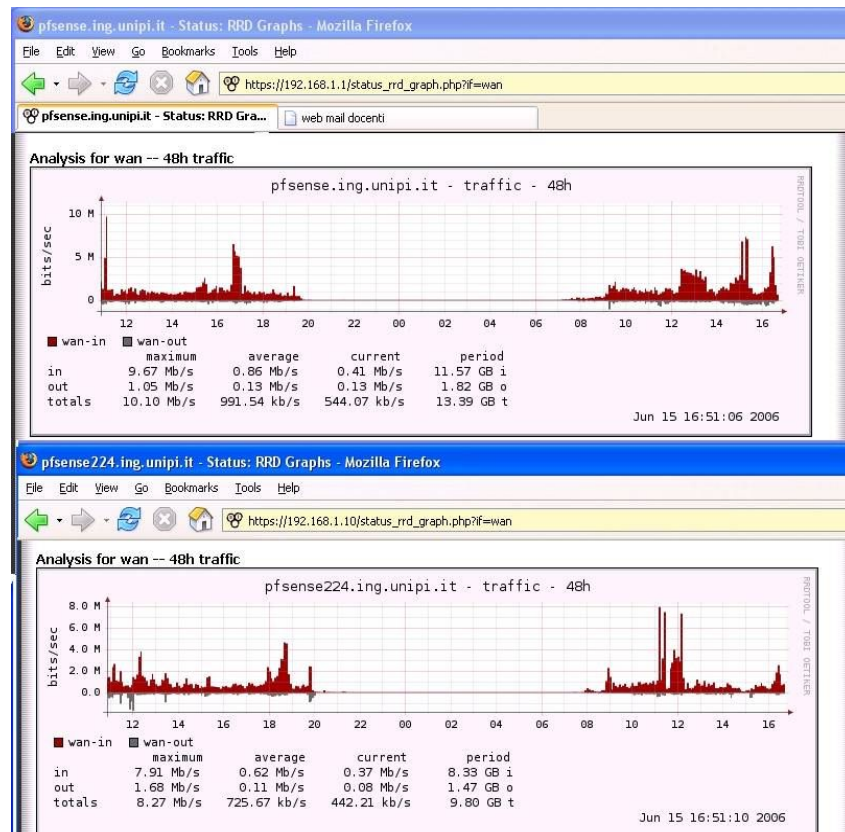 pfsense.ing.unipi.it - Status: RRD Graphs - Mozilla Firefox
File Edit View Go Bookmarks Tools Help
https://192.168.1.1/status_rrd_graph.php?if=wan
pfsense.ing.unipi.it - Status: RRD Gra... web mail docenti
Analysis for wan -- 48h traffic
pfsense.ing.unipi.it - traffic - 48h
RRDTOOL / TOBI OETIKER
bits/sec
10 M
5 M
0
12 14 16 18 20 22 00 02 04 06 08 10 12 14 16
wan-in wan-out
maximum average current period
in 9.67 Mb/s 0.86 Mb/s 0.41 Mb/s 11.57 GB i
out 1.05 Mb/s 0.13 Mb/s 0.13 Mb/s 1.82 GB o
totals 10.10 Mb/s 991.54 kb/s 544.07 kb/s 13.39 GB t
Jun 15 16:51:06 2006
pfsense224.ing.unipi.it - Status: RRD Graphs - Mozilla Firefox
File Edit View Go Bookmarks Tools Help
https://192.168.1.10/status_rrd_graph.php?if=wan
Analysis for wan -- 48h traffic
pfsense224.ing.unipi.it - traffic - 48h
RRDTOOL / TOBI OETIKER
bits/sec
8.0 M
6.0 M
4.0 M
2.0 M
0.0
12 14 16 18 20 22 00 02 04 06 08 10 12 14 16
wan-in wan-out
maximum average current period
in 7.91 Mb/s 0.62 Mb/s 0.37 Mb/s 8.33 GB i
out 1.68 Mb/s 0.11 Mb/s 0.08 Mb/s 1.47 GB o
totals 8.27 Mb/s 725.67 kb/s 442.21 kb/s 9.80 GB t
Jun 15 16:51:10 2006